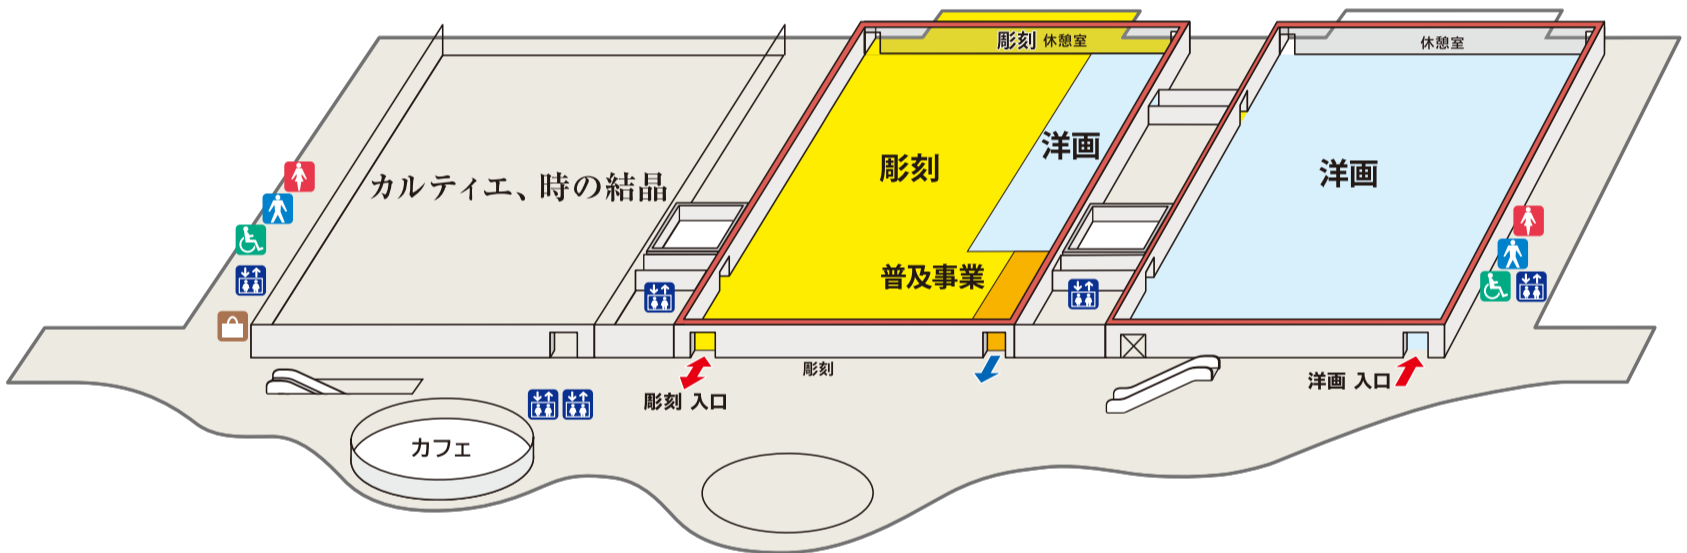 彫刻 休憩室
休憩室
洋画
彫刻
洋画
カルティエ、時の結晶
普及事業
彫刻
彫刻 入口
洋画 入口
カフェ